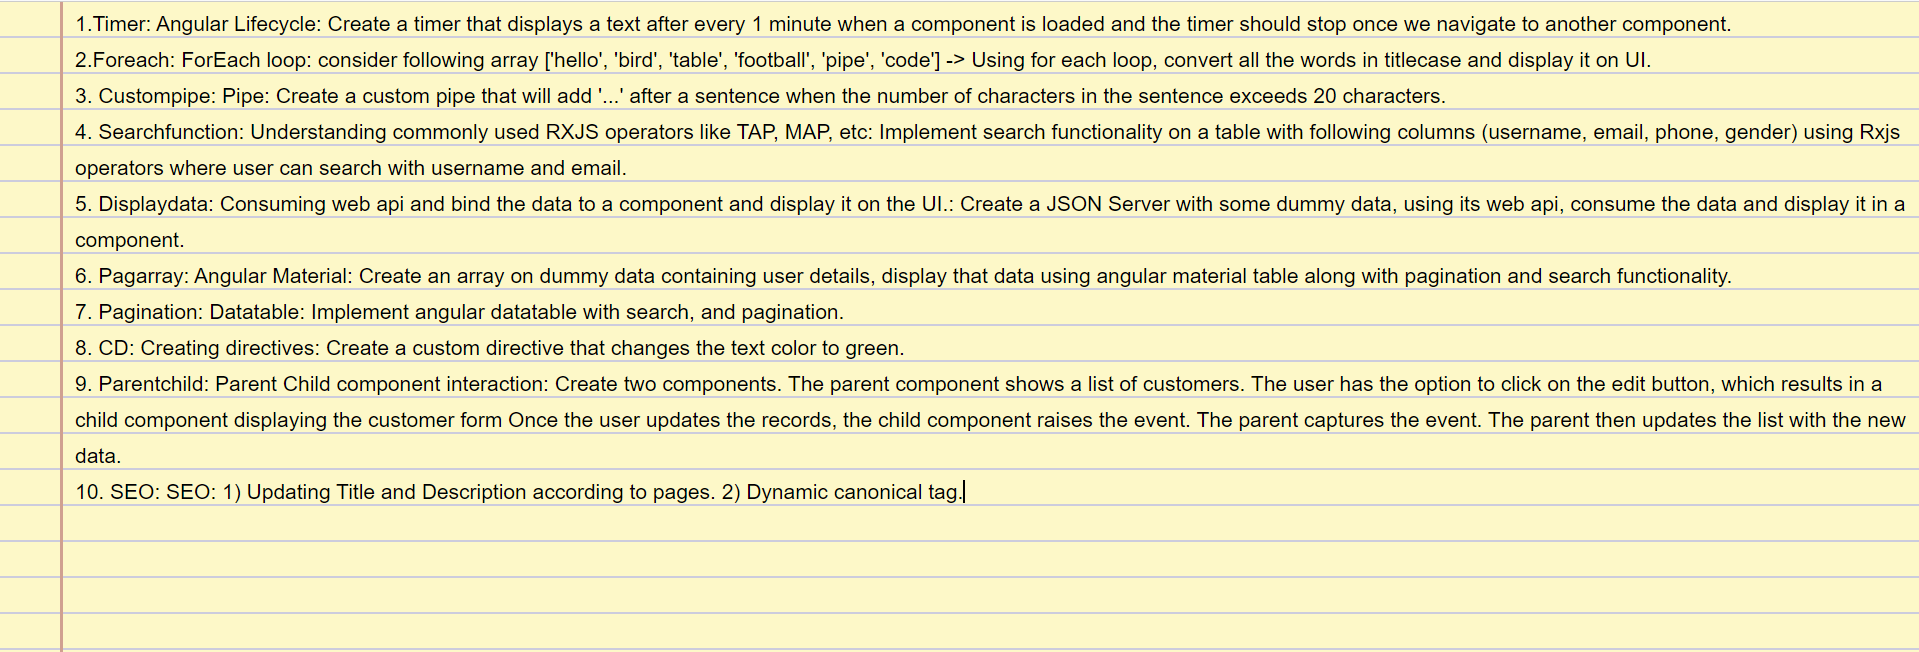 1.Timer: Angular Lifecycle: Create a timer that displays a text after every 1 minute when a component is loaded and the timer should stop once we navigate to another component.
2.Foreach: ForEach loop: consider following array ['hello', 'bird', 'table', 'football', 'pipe', 'code'] -> Using for each loop, convert all the words in titlecase and display it on UI.
3. Custompipe: Pipe: Create a custom pipe that will add '...' after a sentence when the number of characters in the sentence exceeds 20 characters.
4. Searchfunction: Understanding commonly used RXJS operators like TAP, MAP, etc: Implement search functionality on a table with following columns (username, email, phone, gender) using Rxjs
operators where user can search with username and email.
5. Displaydata: Consuming web api and bind the data to a component and display it on the UI.: Create a JSON Server with some dummy data, using its web api, consume the data and display it in a
component.
6. Pagarray: Angular Material: Create an array on dummy data containing user details, display that data using angular material table along with pagination and search functionality.
7. Pagination: Datatable: Implement angular datatable with search, and pagination.
8. CD: Creating directives: Create a custom directive that changes the text color to green.
9. Parentchild: Parent Child component interaction: Create two components. The parent component shows a list of customers. The user has the option to click on the edit button, which results in a
child component displaying the customer form Once the user updates the records, the child component raises the event. The parent captures the event. The parent then updates the list with the new
data.
10. SEO: SEO: 1) Updating Title and Description according to pages. 2) Dynamic canonical tag.